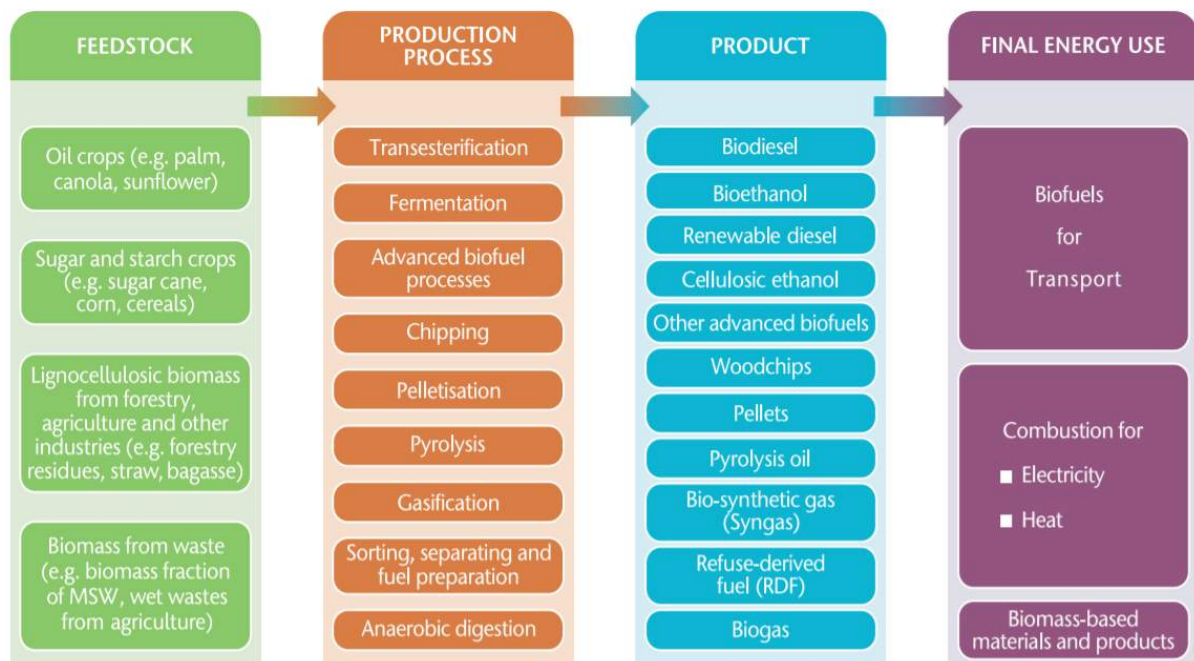 FEEDSTOCK
Oil crops (e.g. palm,
canola, sunflower)
Sugar and starch crops
(e.g. sugar cane,
corn, cereals)
Lignocellulosic biomass
from forestry,
agriculture and other
industries (e.g. forestry
residues, straw, bagasse)
Biomass from waste
(e.g. biomass fraction
of MSW, wet wastes
from agriculture)
PRODUCTION
PROCESS
Transesterification
Fermentation
Advanced biofuel
processes
Chipping
Pelletisation
Pyrolysis
Gasification
Sorting, separating and
fuel preparation
Anaerobic digestion
PRODUCT
Biodiesel
Bioethanol
Renewable diesel
Cellulosic ethanol
Other advanced biofuels
Woodchips
Pellets
Pyrolysis oil
Bio-synthetic gas
(Syngas)
Refuse-derived
fuel (RDF)
Biogas
FINAL ENERGY USE
Biofuels
for
Transport
Combustion for
■ Electricity
■ Heat
Biomass-based
materials and products